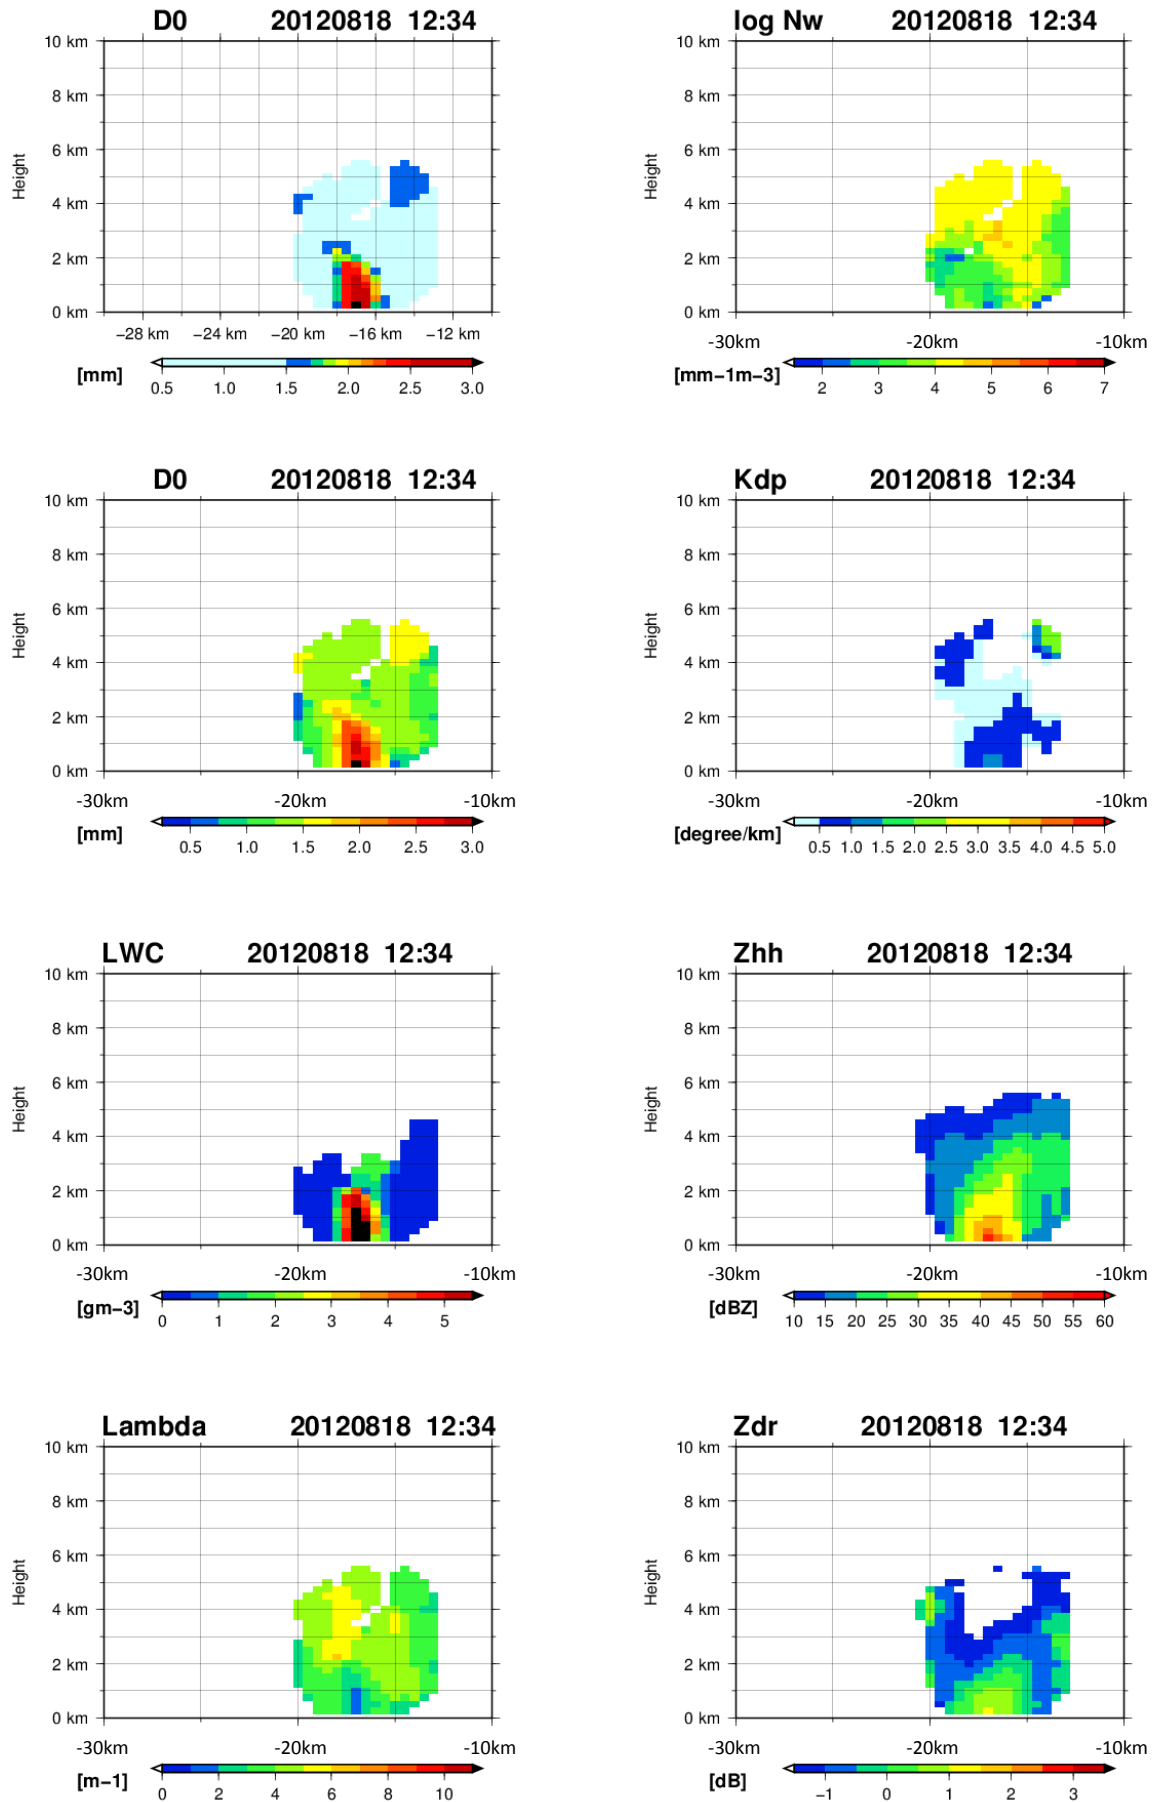 D0 20120818 12:34
log Nw 20120818 12:34
10 km
8 km
6 km
4 km
2 km
0 km
Height
−28 km −24 km −20 km −16 km −12 km
[mm]
0.5 1.0 1.5 2.0 2.5 3.0
10 km
8 km
6 km
4 km
2 km
0 km
Height
-30km -20km -10km
[mm−1m−3]
2 3 4 5 6 7
D0 20120818 12:34
Kdp 20120818 12:34
10 km
8 km
6 km
4 km
2 km
0 km
Height
-30km -20km -10km
[mm]
0.5 1.0 1.5 2.0 2.5 3.0
10 km
8 km
6 km
4 km
2 km
0 km
Height
-30km -20km -10km
[degree/km]
0.5 1.0 1.5 2.0 2.5 3.0 3.5 4.0 4.5 5.0
LWC 20120818 12:34
Zhh 20120818 12:34
10 km
8 km
6 km
4 km
2 km
0 km
Height
-30km -20km -10km
[gm−3]
0 1 2 3 4 5
10 km
8 km
6 km
4 km
2 km
0 km
Height
-30km -20km -10km
[dBZ]
10 15 20 25 30 35 40 45 50 55 60
Lambda 20120818 12:34
Zdr 20120818 12:34
10 km
8 km
6 km
4 km
2 km
0 km
Height
-30km -20km -10km
[m−1]
0 2 4 6 8 10
10 km
8 km
6 km
4 km
2 km
0 km
Height
-30km -20km -10km
[dB]
−1 0 1 2 3